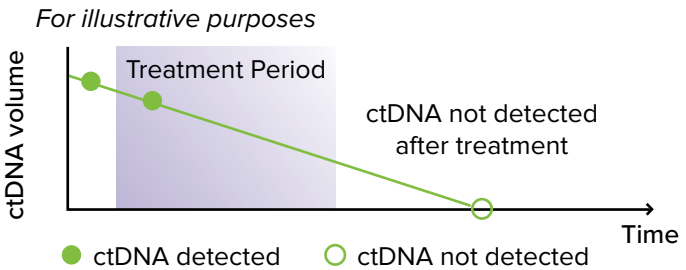 For illustrative purposes
ctDNA volume
Treatment Period
ctDNA not detected
after treatment
Time
ctDNA detected
ctDNA not detected